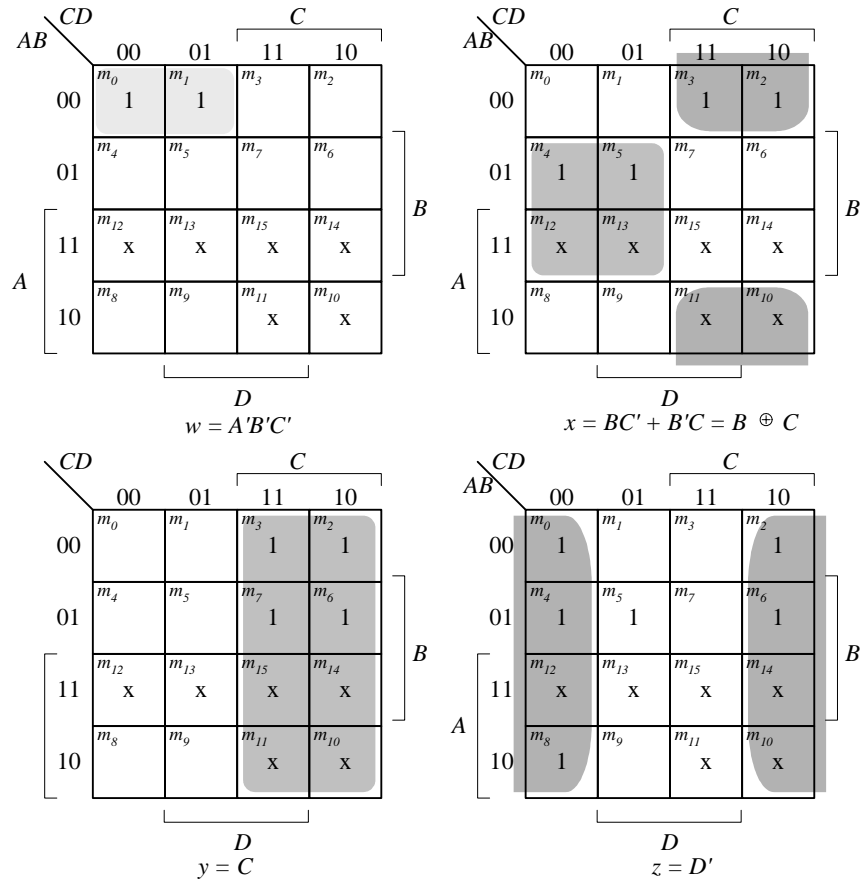 CD
AB
C
00 01 11 10
m0 m1 m3 m2
00 1 1
m4 m5 m7 m6
01
B
m12 m13 m15 m14
11 x x x x
A
m8 m9 m11 m10
10 x x
D
w = A'B'C'
CD
AB
C
00 01 11 10
m0 m1 m3 m2
00 1 1
m4 m5 m7 m6
01 1 1
B
m12 m13 m15 m14
11 x x x x
A
m8 m9 m11 m10
10 x x
D
x = BC' + B'C = B ⊕ C
CD
C
00 01 11 10
m0 m1 m3 m2
00 1 1
m4 m5 m7 m6
01 1 1
B
m12 m13 m15 m14
11 x x x x
m8 m9 m11 m10
10 x x
D
y = C
CD
AB
C
00 01 11 10
m0 m1 m3 m2
00 1 1
m4 m5 m7 m6
01 1 1 1
B
m12 m13 m15 m14
11 x x x x
A
m8 m9 m11 m10
10 1 x x
D
z = D'